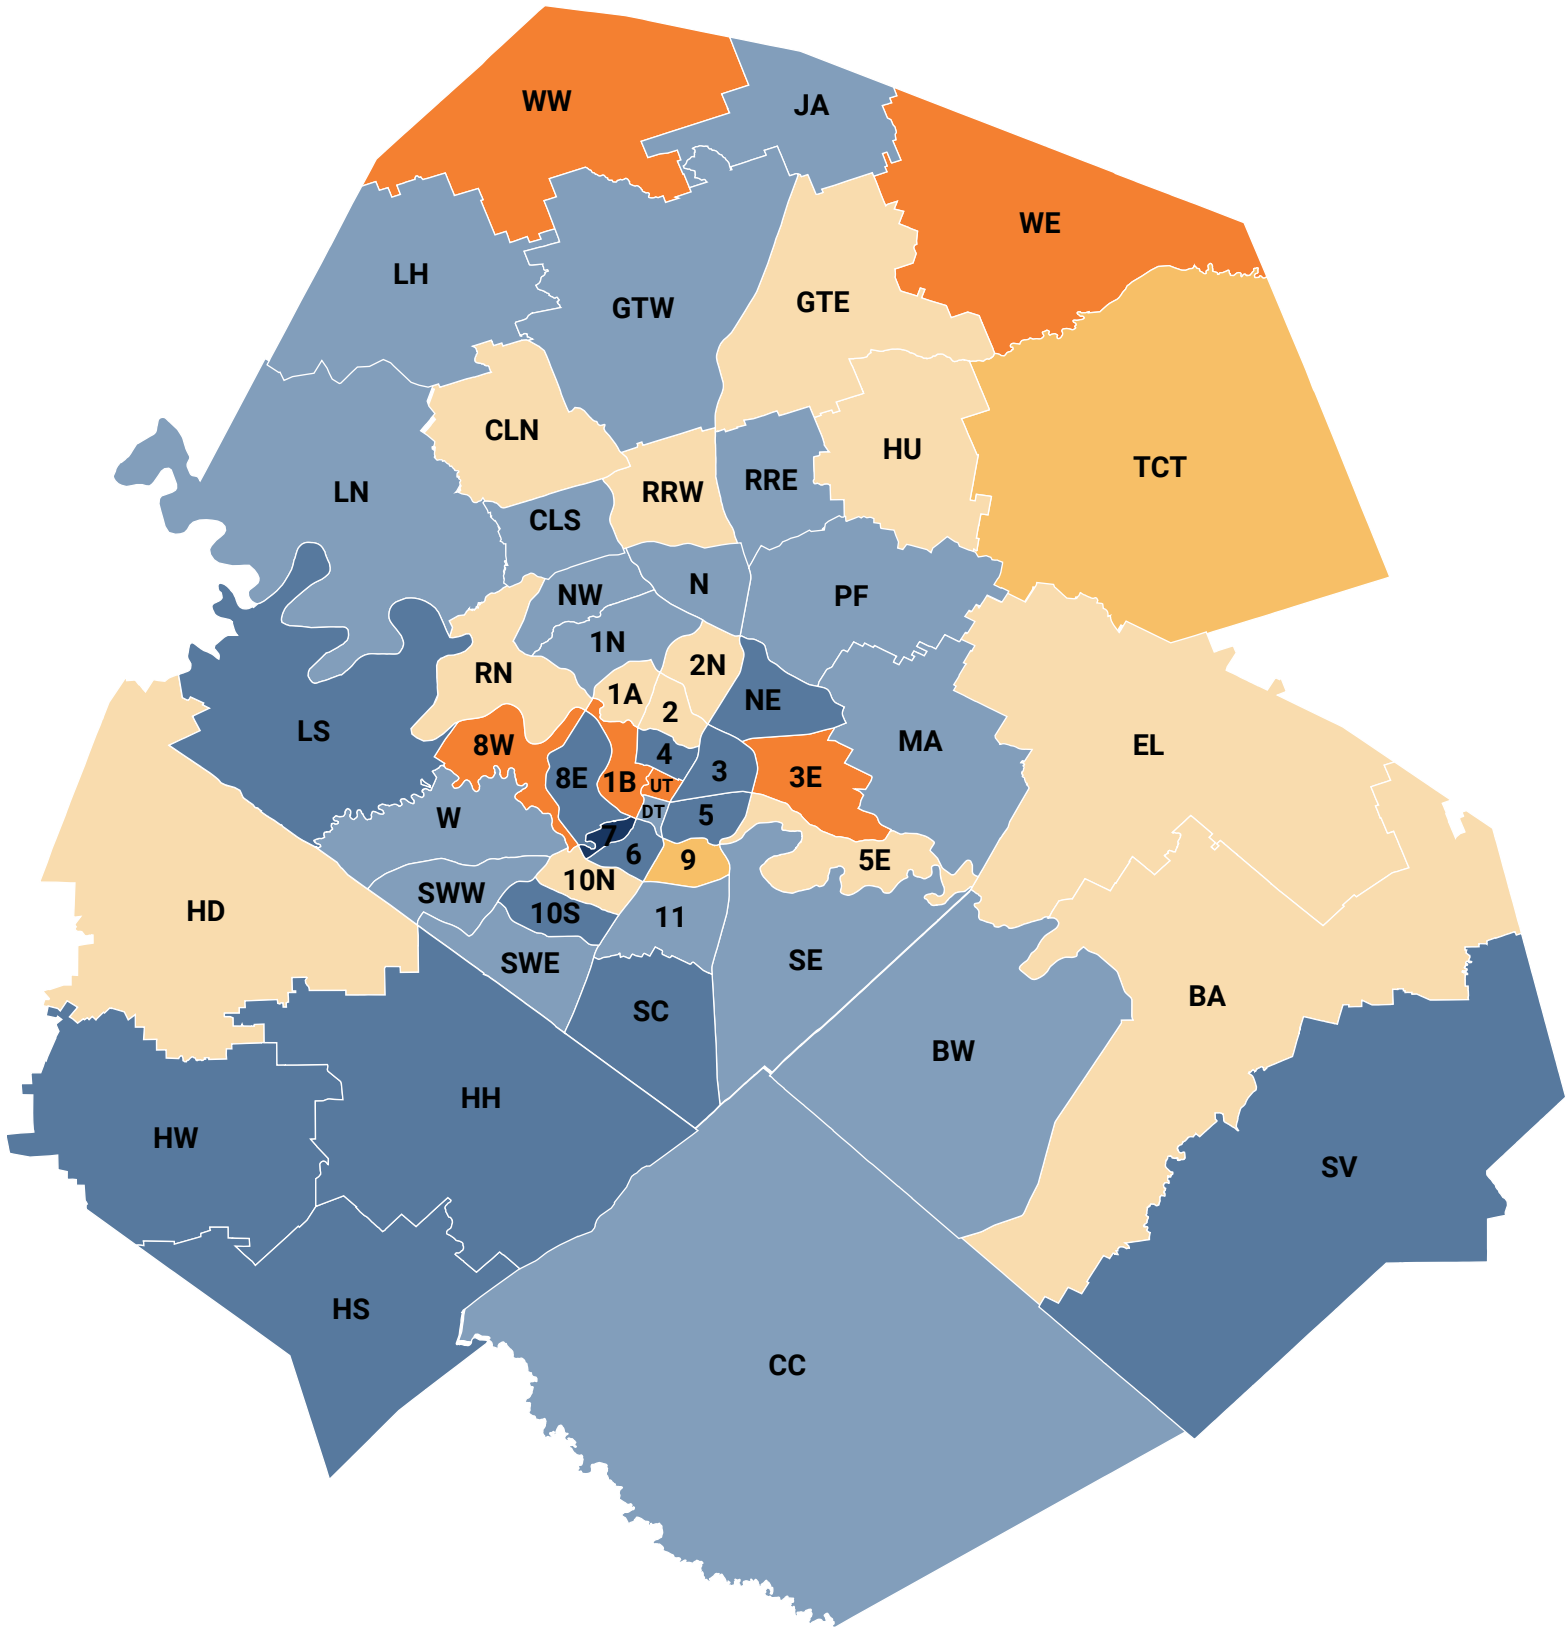 WW
JA
WE
LH
GTW
GTE
CLN
HU
TCT
LN
RRW
RRE
CLS
NW
N
PF
1N
RN
2N
1A
NE
2
LS
8W
MA
EL
4
8E
1B
UT
3
3E
W
DT
5
7
6
9
5E
10N
SWW
HD
10S
11
SWE
SE
BA
SC
BW
HH
HW
SV
HS
CC